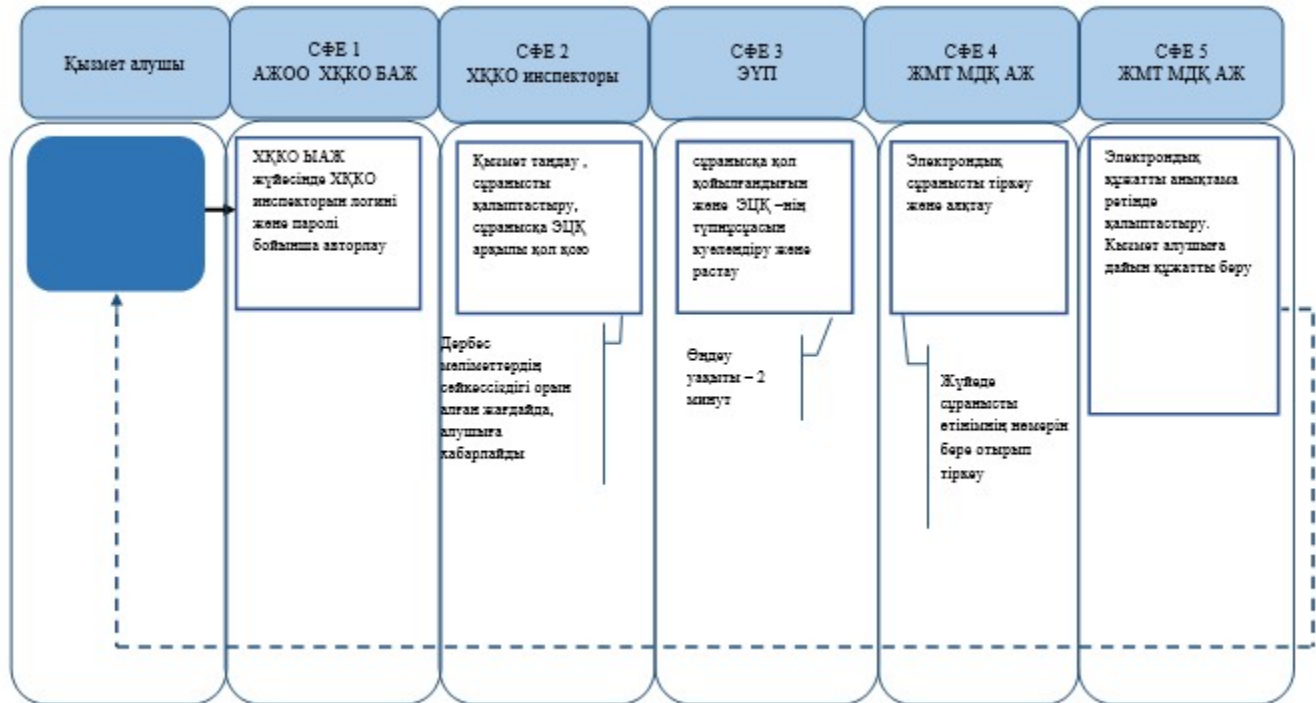 Қызмет алушы
СФЕ 1
АЖОО ХҚКО БАЖ
СФЕ 2
ХҚКО инспекторы
СФЕ 3
ЭҮП
СФЕ 4
ЖМТ МДҚ АЖ
СФЕ 5
ЖМТ МДҚ АЖ
ХҚКО ЫАЖ
жүйесінде ХҚКО
инспекторын логині
және паролі
бойынша авторлау
Қызмет таңдау ,
сұранысты
қалыптастыру,
сұранысқа ЭЦҚ
арқылы қол қою
сұранысқа қол
қойылғандығын
және ЭЦҚ –нің
түпнұсұасын
куәлендіру және
растау
Электрондық
сұранысты тіркеу
және аяқтау
Электрондық
құжатты анықтама
ретінде
қалыптастыру.
Қызмет алушыға
дайын құжатты беру
Дербес
мәліметтердің
сәйкессіздігі орын
алған жағдайда,
алушыға
хабарлайды
Өңдеу
уақыты – 2
минут
Жүйеде
сұранысты
өтінімнің нөмерін
бере отырып
тіркеу